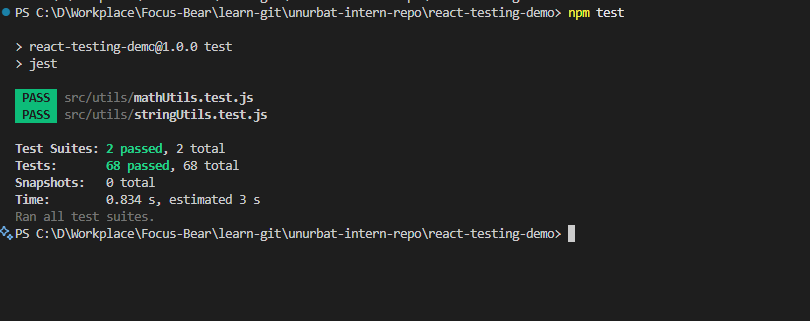 PS C:\D\Workplace\Focus-Bear\learn-git\unurbat-intern-repo\react-testing-demo> npm test
> react-testing-demo@1.0.0 test
> jest
PASS src/utils/mathUtils.test.js
PASS src/utils/stringUtils.test.js
Test Suites: 2 passed, 2 total
Tests:       68 passed, 68 total
Snapshots:   0 total
Time:        0.834 s, estimated 3 s
Ran all test suites.
PS C:\D\Workplace\Focus-Bear\learn-git\unurbat-intern-repo\react-testing-demo>